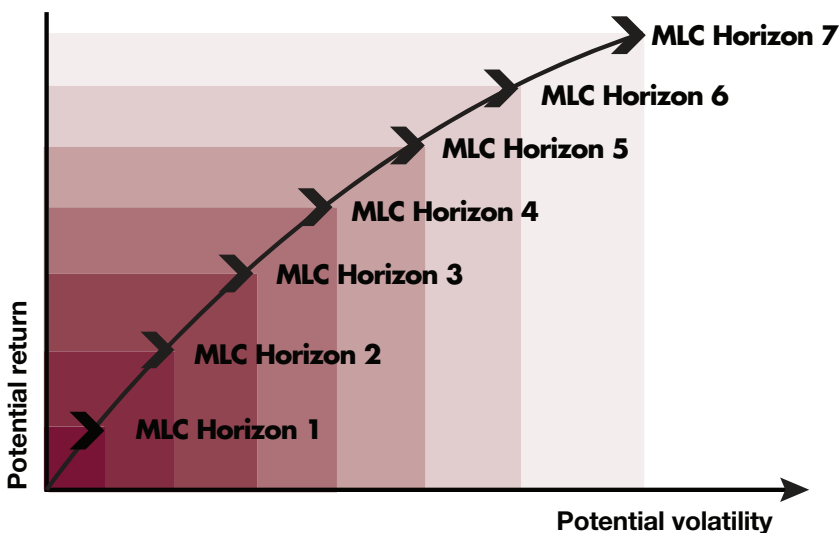 MLC Horizon 7
MLC Horizon 6
MLC Horizon 5
MLC Horizon 4
MLC Horizon 3
MLC Horizon 2
MLC Horizon 1
Potential return
Potential volatility